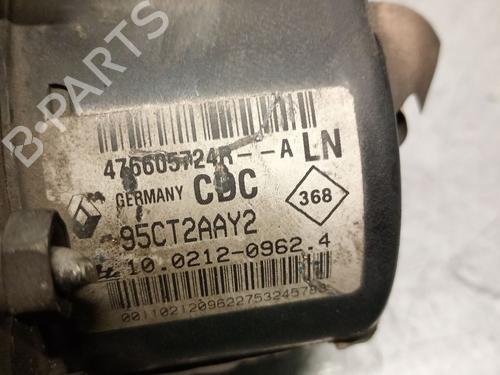 B-PARTS
476605724R--A LN
GERMANY CDC
368
95CT2AAY2
10.0212-0962.4